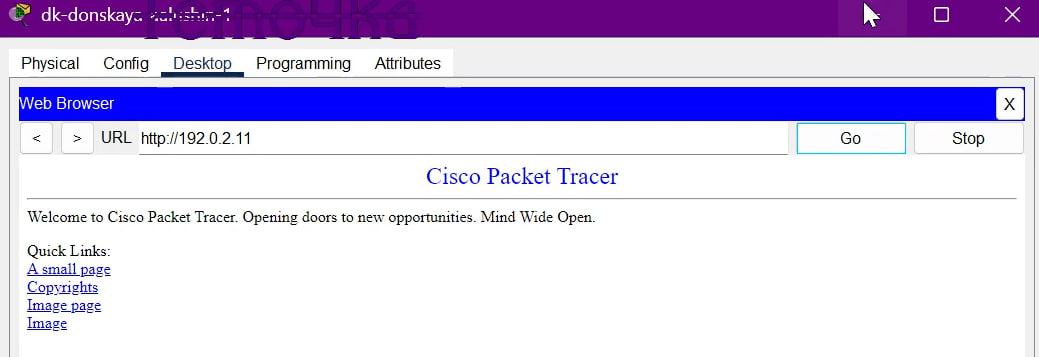 dk-donskaya
Physical Config Desktop Programming Attributes
Web Browser X
< > URL http://192.0.2.11 Go Stop
Cisco Packet Tracer
Welcome to Cisco Packet Tracer. Opening doors to new opportunities. Mind Wide Open.
Quick Links:
A small page
Copyrights
Image page
Image